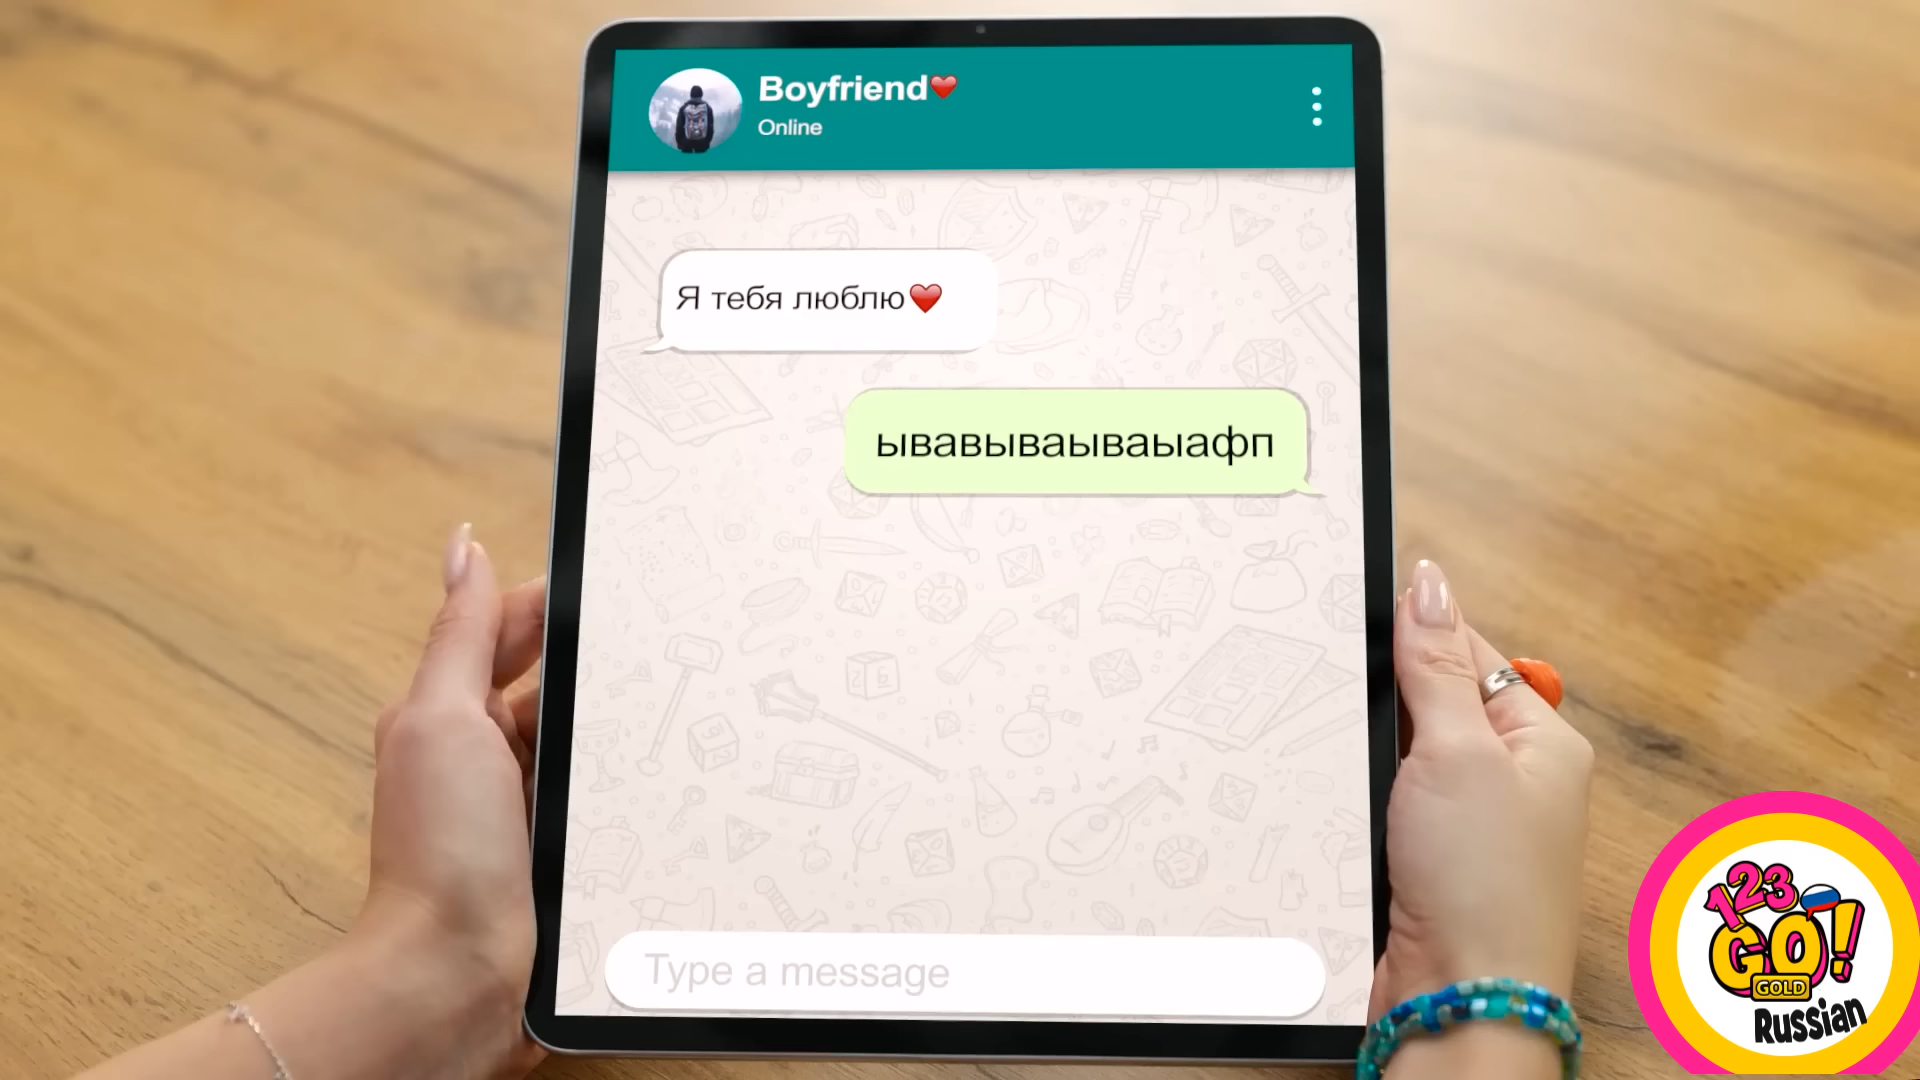 Boyfriend❤️
Online
Я тебя люблю❤️
ывавываываыафп
Type a message
123
GO!
GOLD
Russian